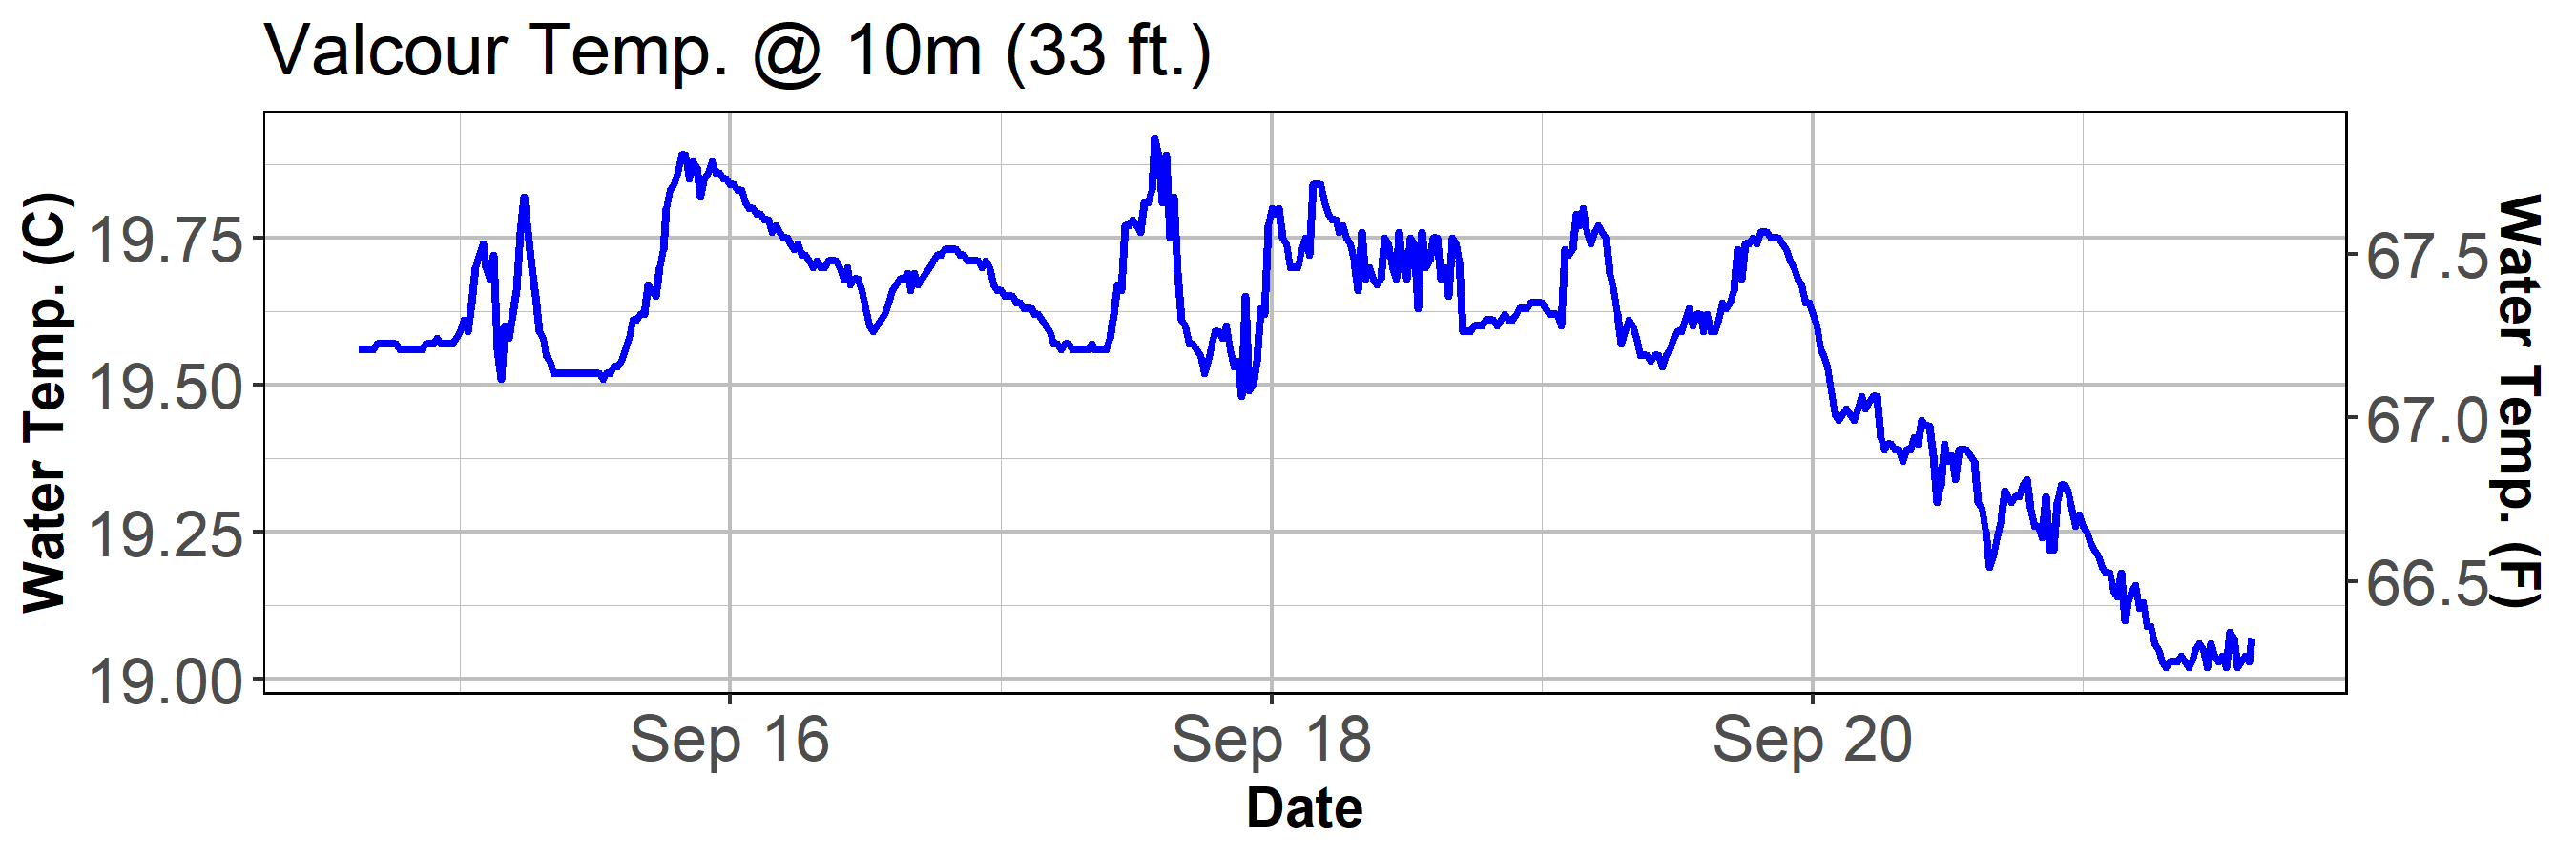 Valcour Temp. @ 10m (33 ft.)
Water Temp. (C)
19.75
19.50
19.25
19.00
67.5
67.0
66.5
Water Temp. (F)
Sep 16
Sep 18
Sep 20
Date